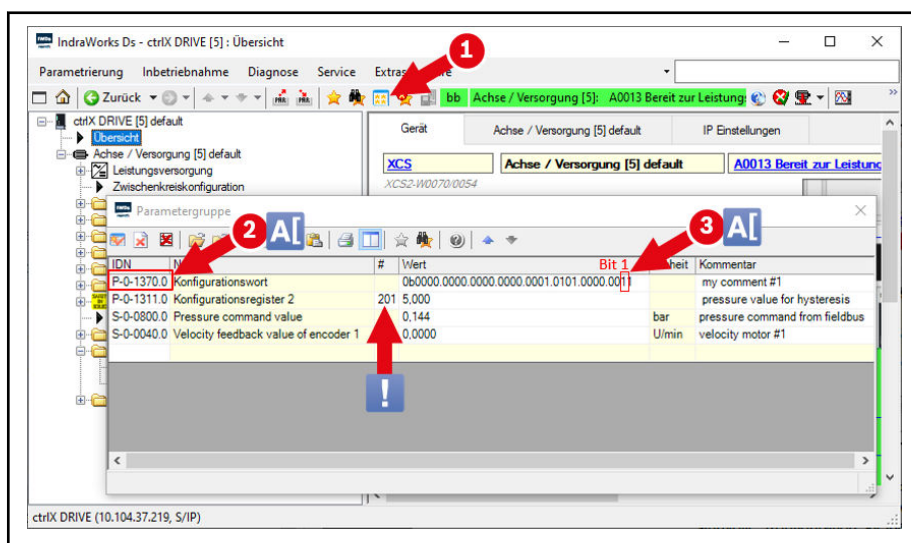 IndraWorks Ds - ctrlX DRIVE [5] : Übersicht
1
Parametrierung Inbetriebnahme Diagnose Service Extras
Zurück bb Achse / Versorgung [5]: A0013 Bereit zur Leistung:
ctrlX DRIVE [5] default
Übersicht
Achse / Versorgung [5] default
Leistungsversorgung
Zwischenkreiskonfiguration
Gerät Achse / Versorgung [5] default IP Einstellungen
XCS Achse / Versorgung [5] default A0013 Bereit zur Leistung
XCS2-W0070/0054
Parametergruppe
2 A[ 3 A[
IDN # Wert Bit 1 Kommentar
P-0-1370.0 Konfigurationswort 0b0000.0000.0000.0000.0001.0101.0000.0011 my comment #1
P-0-1311.0 Konfigurationsregister 2 201 5,000 pressure value for hysteresis
S-0-0800.0 Pressure command value 0,144 bar pressure command from fieldbus
S-0-0040.0 Velocity feedback value of encoder 1 0,0000 U/min velocity motor #1
!
ctrlX DRIVE (10.104.37.219, S/IP)